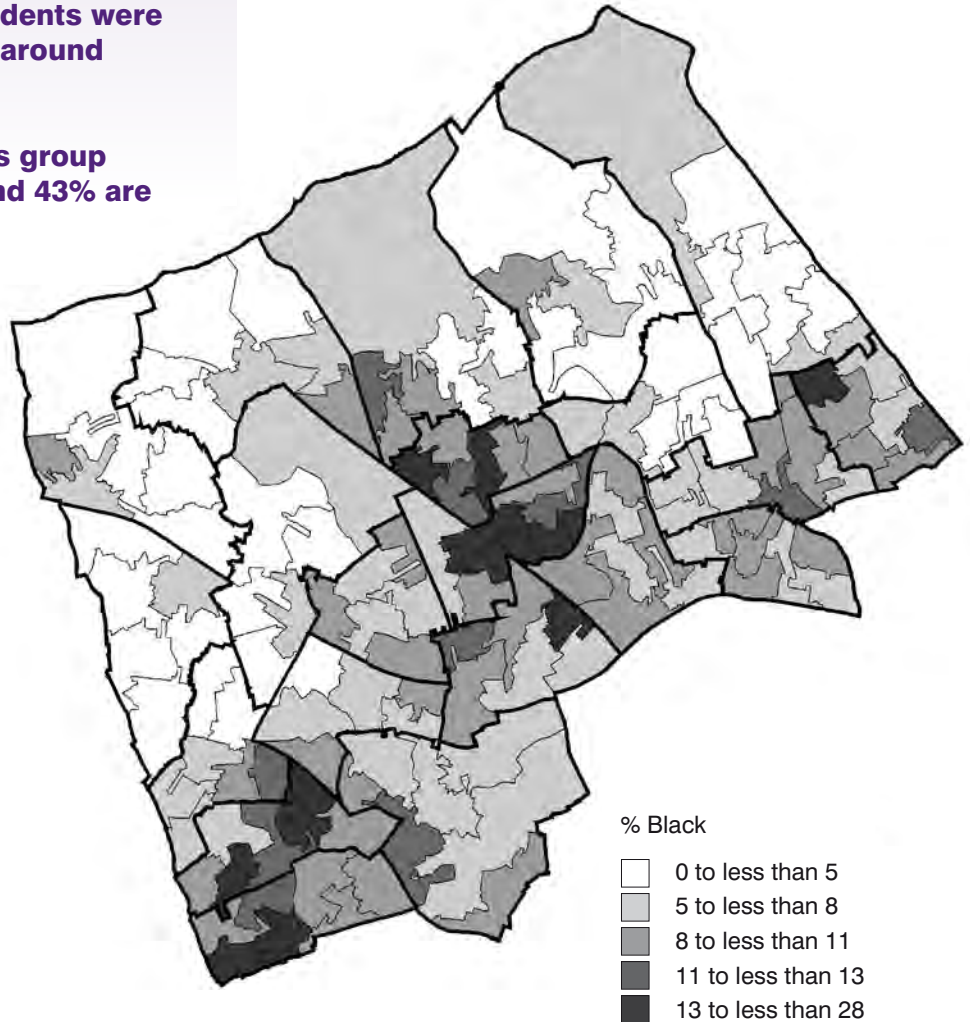 dents were
around
s group
nd 43% are
% Black
0 to less than 5
5 to less than 8
8 to less than 11
11 to less than 13
13 to less than 28